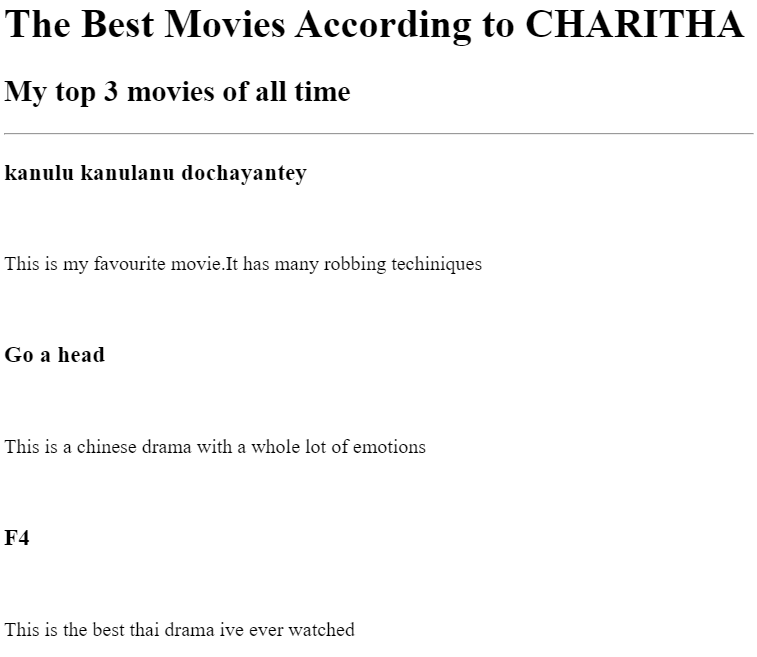 The Best Movies According to CHARITHA
My top 3 movies of all time
kanulu kanulanu dochayantey
This is my favourite movie.It has many robbing techiniques
Go a head
This is a chinese drama with a whole lot of emotions
F4
This is the best thai drama ive ever watched